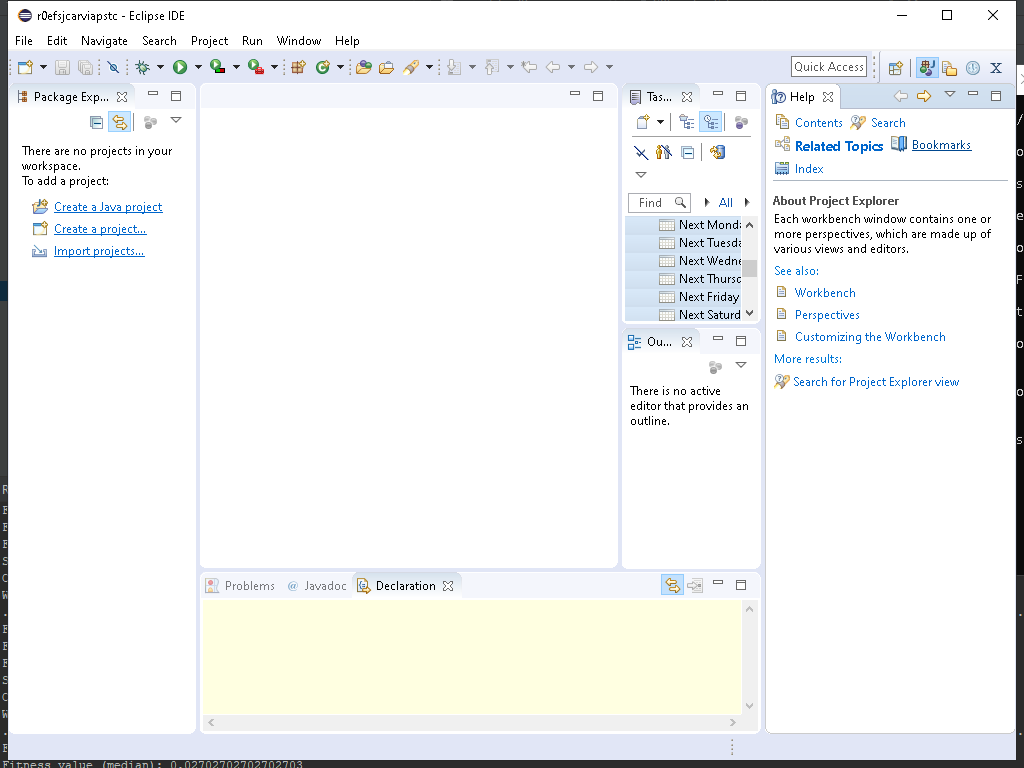 r0efsjcarviapstc - Eclipse IDE
File Edit Navigate Search Project Run Window Help
Quick Access
Package Exp...
There are no projects in your
workspace.
To add a project:
Create a Java project
Create a project...
Import projects...
Tas...
Find
All
Next Monda
Next Tuesda
Next Wedne
Next Thursd
Next Friday
Next Saturd
Ou...
There is no active
editor that provides an
outline.
Problems
@ Javadoc
Declaration
Help
Contents Search
Related Topics Bookmarks
Index
About Project Explorer
Each workbench window contains one or
more perspectives, which are made up of
various views and editors.
See also:
Workbench
Perspectives
Customizing the Workbench
More results:
Search for Project Explorer view
Fitness value (median): 0.02702702702702703